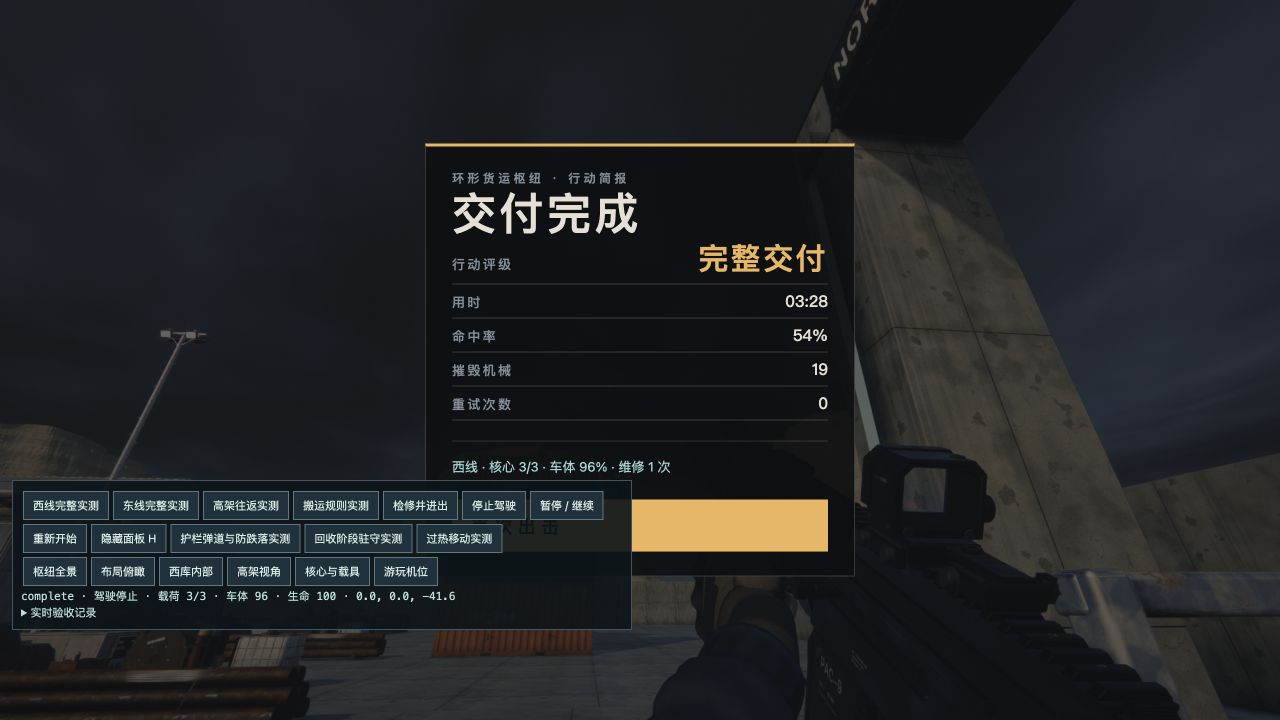 NOR
环形货运枢纽 · 行动简报
交付完成
行动评级 完整交付
用时 03:28
命中率 54%
摧毁机械 19
重试次数 0
西线 · 核心 3/3 · 车体 96% · 维修 1 次
出击
西线完整实测 东线完整实测 高架往返实测 搬运规则实测 检修井进出 停止驾驶 暂停 / 继续
重新开始 隐藏面板 H 护栏弹道与防跌落实测 回收阶段驻守实测 过热移动实测
枢纽全景 布局俯瞰 西库内部 高架视角 核心与载具 游玩机位
complete · 驾驶停止 · 载荷 3/3 · 车体 96 · 生命 100 · 0.0, 0.0, −41.6
▶ 实时验收记录